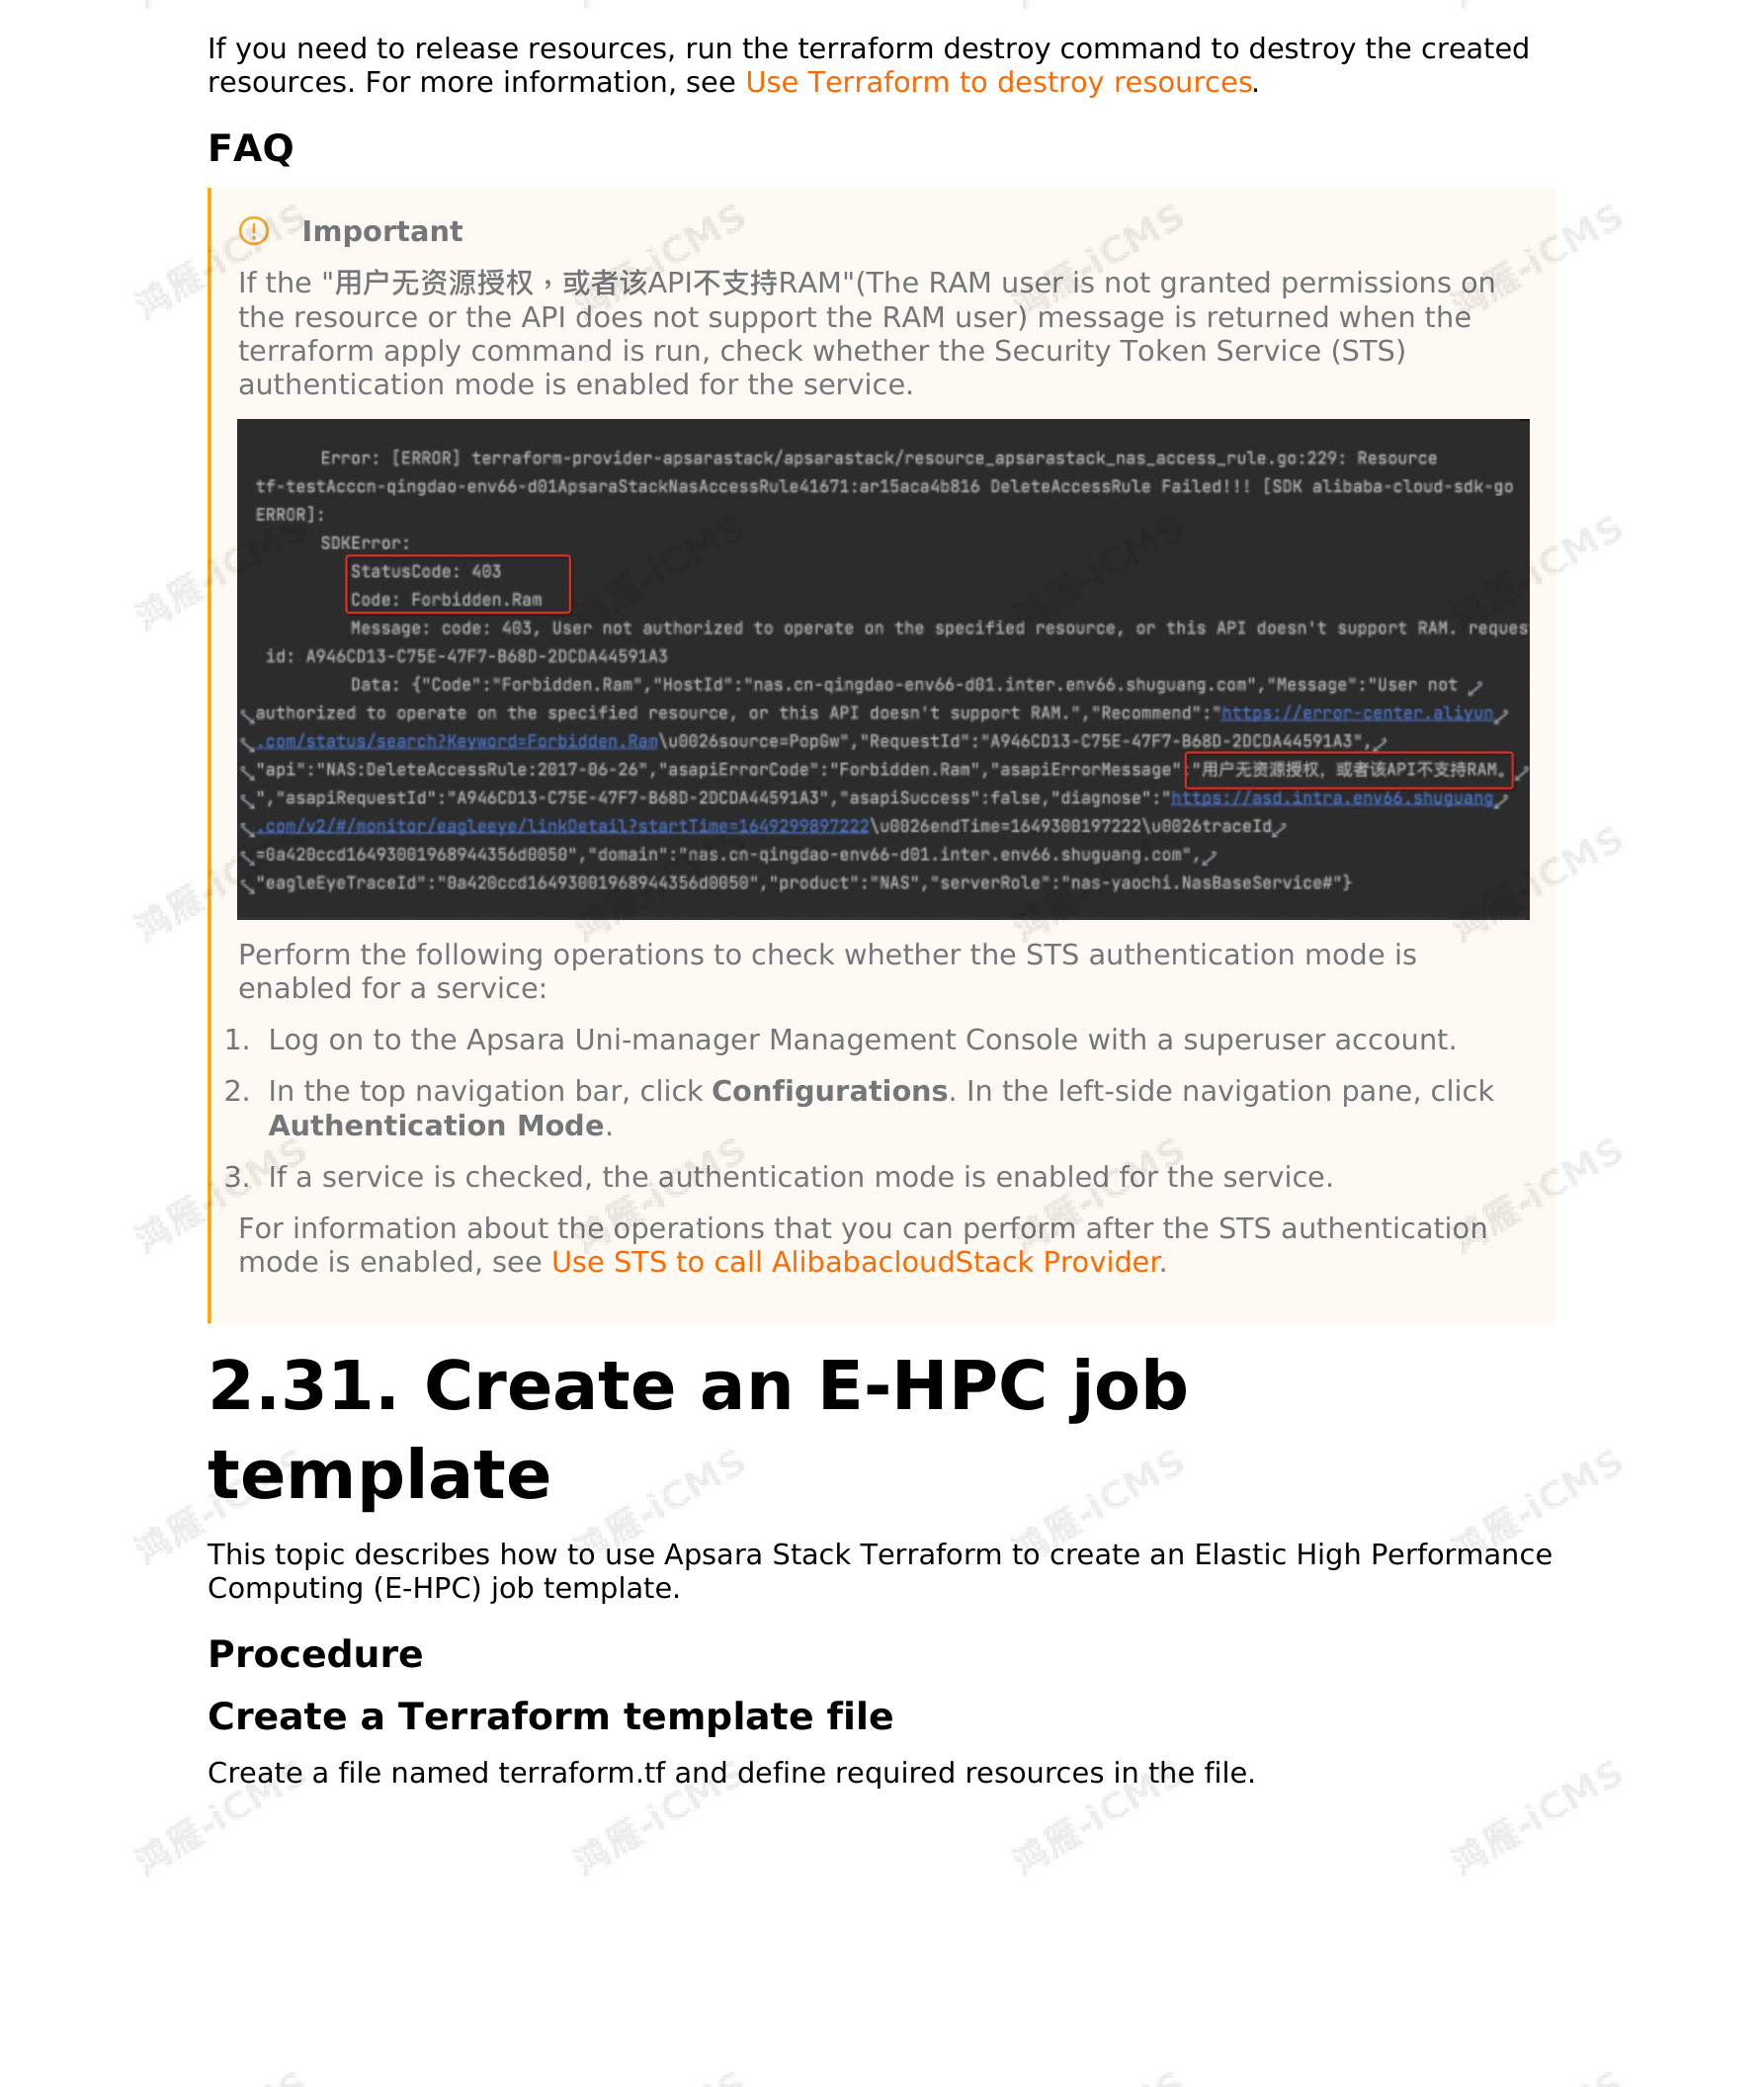 If you need to release resources, run the terraform destroy command to destroy the created
resources. For more information, see Use Terraform to destroy resources.
FAQ
Important
If the "用户无资源授权，或者该API不支持RAM"(The RAM user is not granted permissions on
the resource or the API does not support the RAM user) message is returned when the
terraform apply command is run, check whether the Security Token Service (STS)
authentication mode is enabled for the service.
Error: [ERROR] terraform-provider-apsarastack/apsarastack/resource_apsarastack_nas_access_rule.go:229: Resource
tf-testAcccn-qingdao-env66-d01ApsaraStackNasAccessRule41671:ar15aca4b816 DeleteAccessRule Failed!!! [SDK alibaba-cloud-sdk-go
ERROR]:
SDKError:
StatusCode: 403
Code: Forbidden.Ram
Message: code: 403, User not authorized to operate on the specified resource, or this API doesn't support RAM. reques
id: A946CD13-C75E-47F7-B68D-2DCDA44591A3
Data: {"Code":"Forbidden.Ram","HostId":"nas.cn-qingdao-env66-d01.inter.env66.shuguang.com","Message":"User not
authorized to operate on the specified resource, or this API doesn't support RAM.","Recommend":"https://error-center.aliyun
.com/status/search?Keyword=Forbidden.Ram\u0026source=PopGw","RequestId":"A946CD13-C75E-47F7-B68D-2DCDA44591A3",
"api":"NAS:DeleteAccessRule:2017-06-26","asapiErrorCode":"Forbidden.Ram","asapiErrorMessage":"用户无资源授权，或者该API不支持RAM。
","asapiRequestId":"A946CD13-C75E-47F7-B68D-2DCDA44591A3","asapiSuccess":false,"diagnose":"https://asd.intra.env66.shuguang
.com/v2/#/monitor/eagleeye/linkDetail?startTime=1649299897222\u0026endTime=1649300197222\u0026traceId
=0a420ccd16493001968944356d0050","domain":"nas.cn-qingdao-env66-d01.inter.env66.shuguang.com",
"eagleEyeTraceId":"0a420ccd16493001968944356d0050","product":"NAS","serverRole":"nas-yaochi.NasBaseService#"}
Perform the following operations to check whether the STS authentication mode is
enabled for a service:
1. Log on to the Apsara Uni-manager Management Console with a superuser account.
2. In the top navigation bar, click Configurations. In the left-side navigation pane, click
Authentication Mode.
3. If a service is checked, the authentication mode is enabled for the service.
For information about the operations that you can perform after the STS authentication
mode is enabled, see Use STS to call AlibabacloudStack Provider.
2.31. Create an E-HPC job
template
This topic describes how to use Apsara Stack Terraform to create an Elastic High Performance
Computing (E-HPC) job template.
Procedure
Create a Terraform template file
Create a file named terraform.tf and define required resources in the file.
鸿雁-iCMS